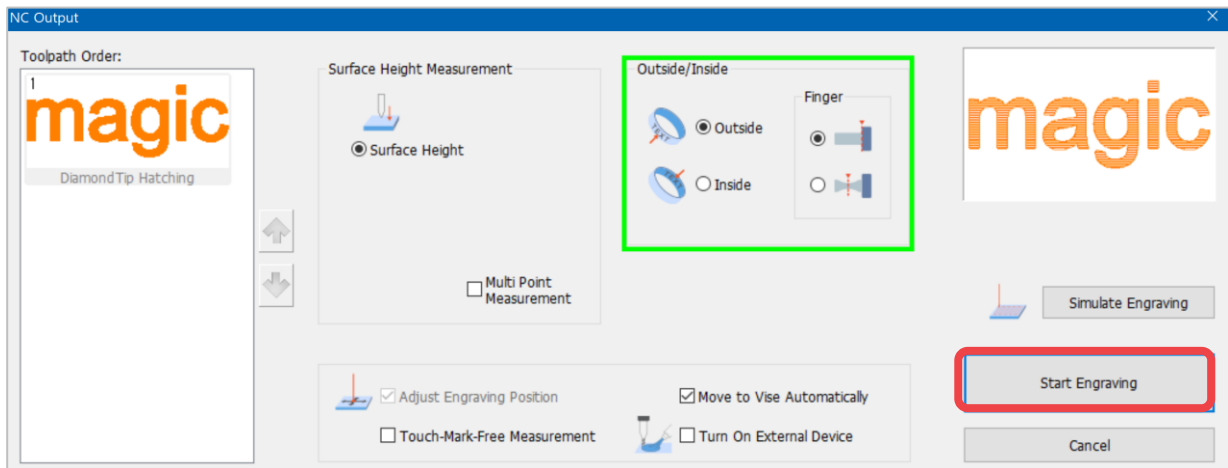 NC Output
Toolpath Order:
1
magic
DiamondTip Hatching
Surface Height Measurement
Surface Height
Multi Point
Measurement
Outside/Inside
Outside
Inside
Finger
magic
Simulate Engraving
Adjust Engraving Position
Move to Vise Automatically
Touch-Mark-Free Measurement
Turn On External Device
Start Engraving
Cancel